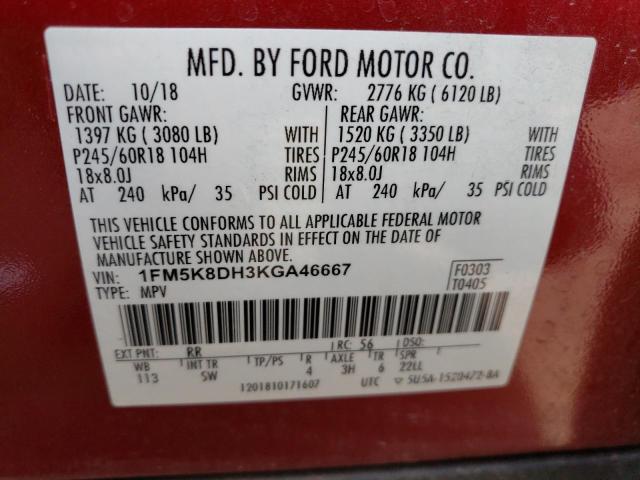 MFD. BY FORD MOTOR CO.
DATE: 10/18 GVWR: 2776 KG ( 6120 LB)
FRONT GAWR: REAR GAWR:
1397 KG ( 3080 LB) WITH 1520 KG ( 3350 LB) WITH
P245/60R18 104H TIRES P245/60R18 104H TIRES
18x8.0J RIMS 18x8.0J RIMS
AT 240 kPa/ 35 PSI COLD AT 240 kPa/ 35 PSI COLD
THIS VEHICLE CONFORMS TO ALL APPLICABLE FEDERAL MOTOR
VEHICLE SAFETY STANDARDS IN EFFECT ON THE DATE OF
MANUFACTURE SHOWN ABOVE.
VIN: 1FM5K8DH3KGA46667 F0303
TYPE: MPV T0405
EXT PNT: RR RC: 56 DSO:
WB INT TR TP/PS R AXLE TR SPR
113 SW 4 3H 6 22LL
1201810171607 UTC ▽ 5U5A-1520472-BA